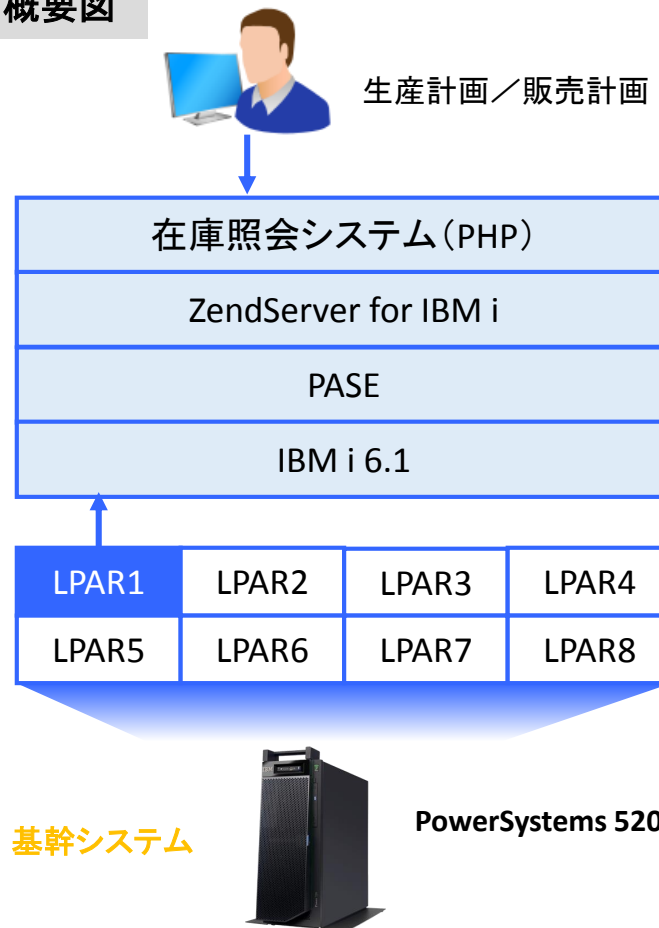 概要図
生産計画／販売計画
在庫照会システム（PHP）
ZendServer for IBM i
PASE
IBM i 6.1
LPAR1 LPAR2 LPAR3 LPAR4
LPAR5 LPAR6 LPAR7 LPAR8
基幹システム
PowerSystems 520